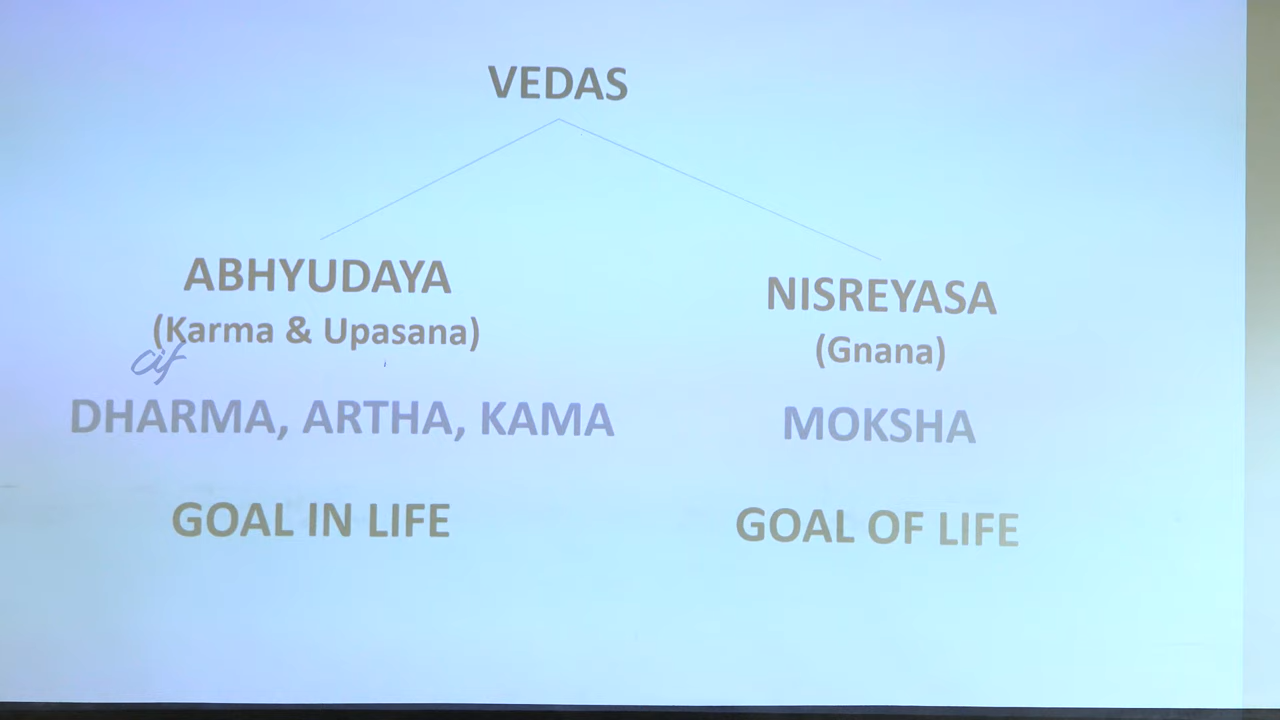 VEDAS
ABHYUDAYA
(Karma & Upasana)
DHARMA, ARTHA, KAMA
GOAL IN LIFE
NISREYASA
(Gnana)
MOKSHA
GOAL OF LIFE